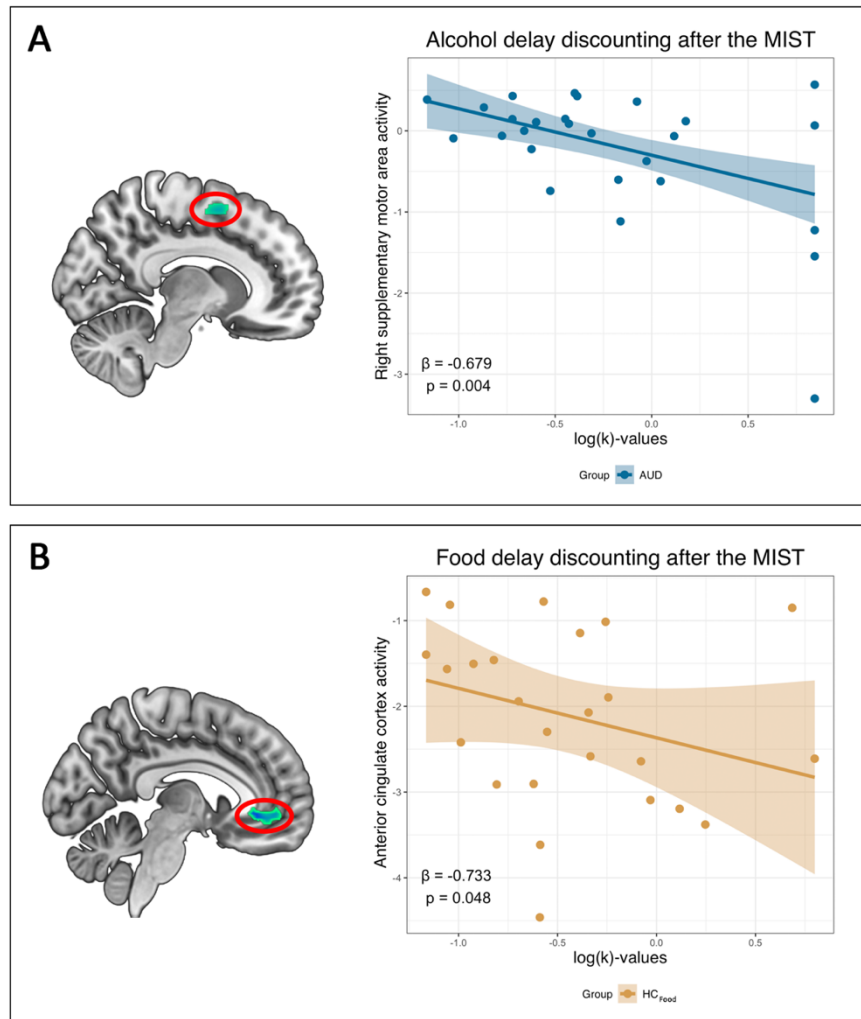 A
Alcohol delay discounting after the MIST
Right supplementary motor area activity
0
-1
-2
-3
β = -0.679
p = 0.004
-1.0
-0.5
0.0
0.5
log(k)-values
Group AUD
B
Food delay discounting after the MIST
Anterior cingulate cortex activity
-1
-2
-3
-4
β = -0.733
p = 0.048
-1.0
-0.5
0.0
0.5
log(k)-values
Group HC Food